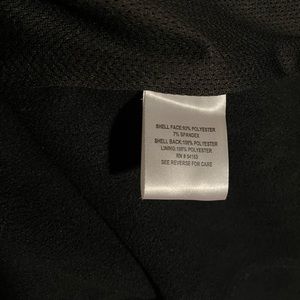 SHELL FACE:93% POLYESTER
7% SPANDEX
SHELL BACK:100% POLYESTER
LINING:100% POLYESTER
RN # 54163
SEE REVERSE FOR CARE